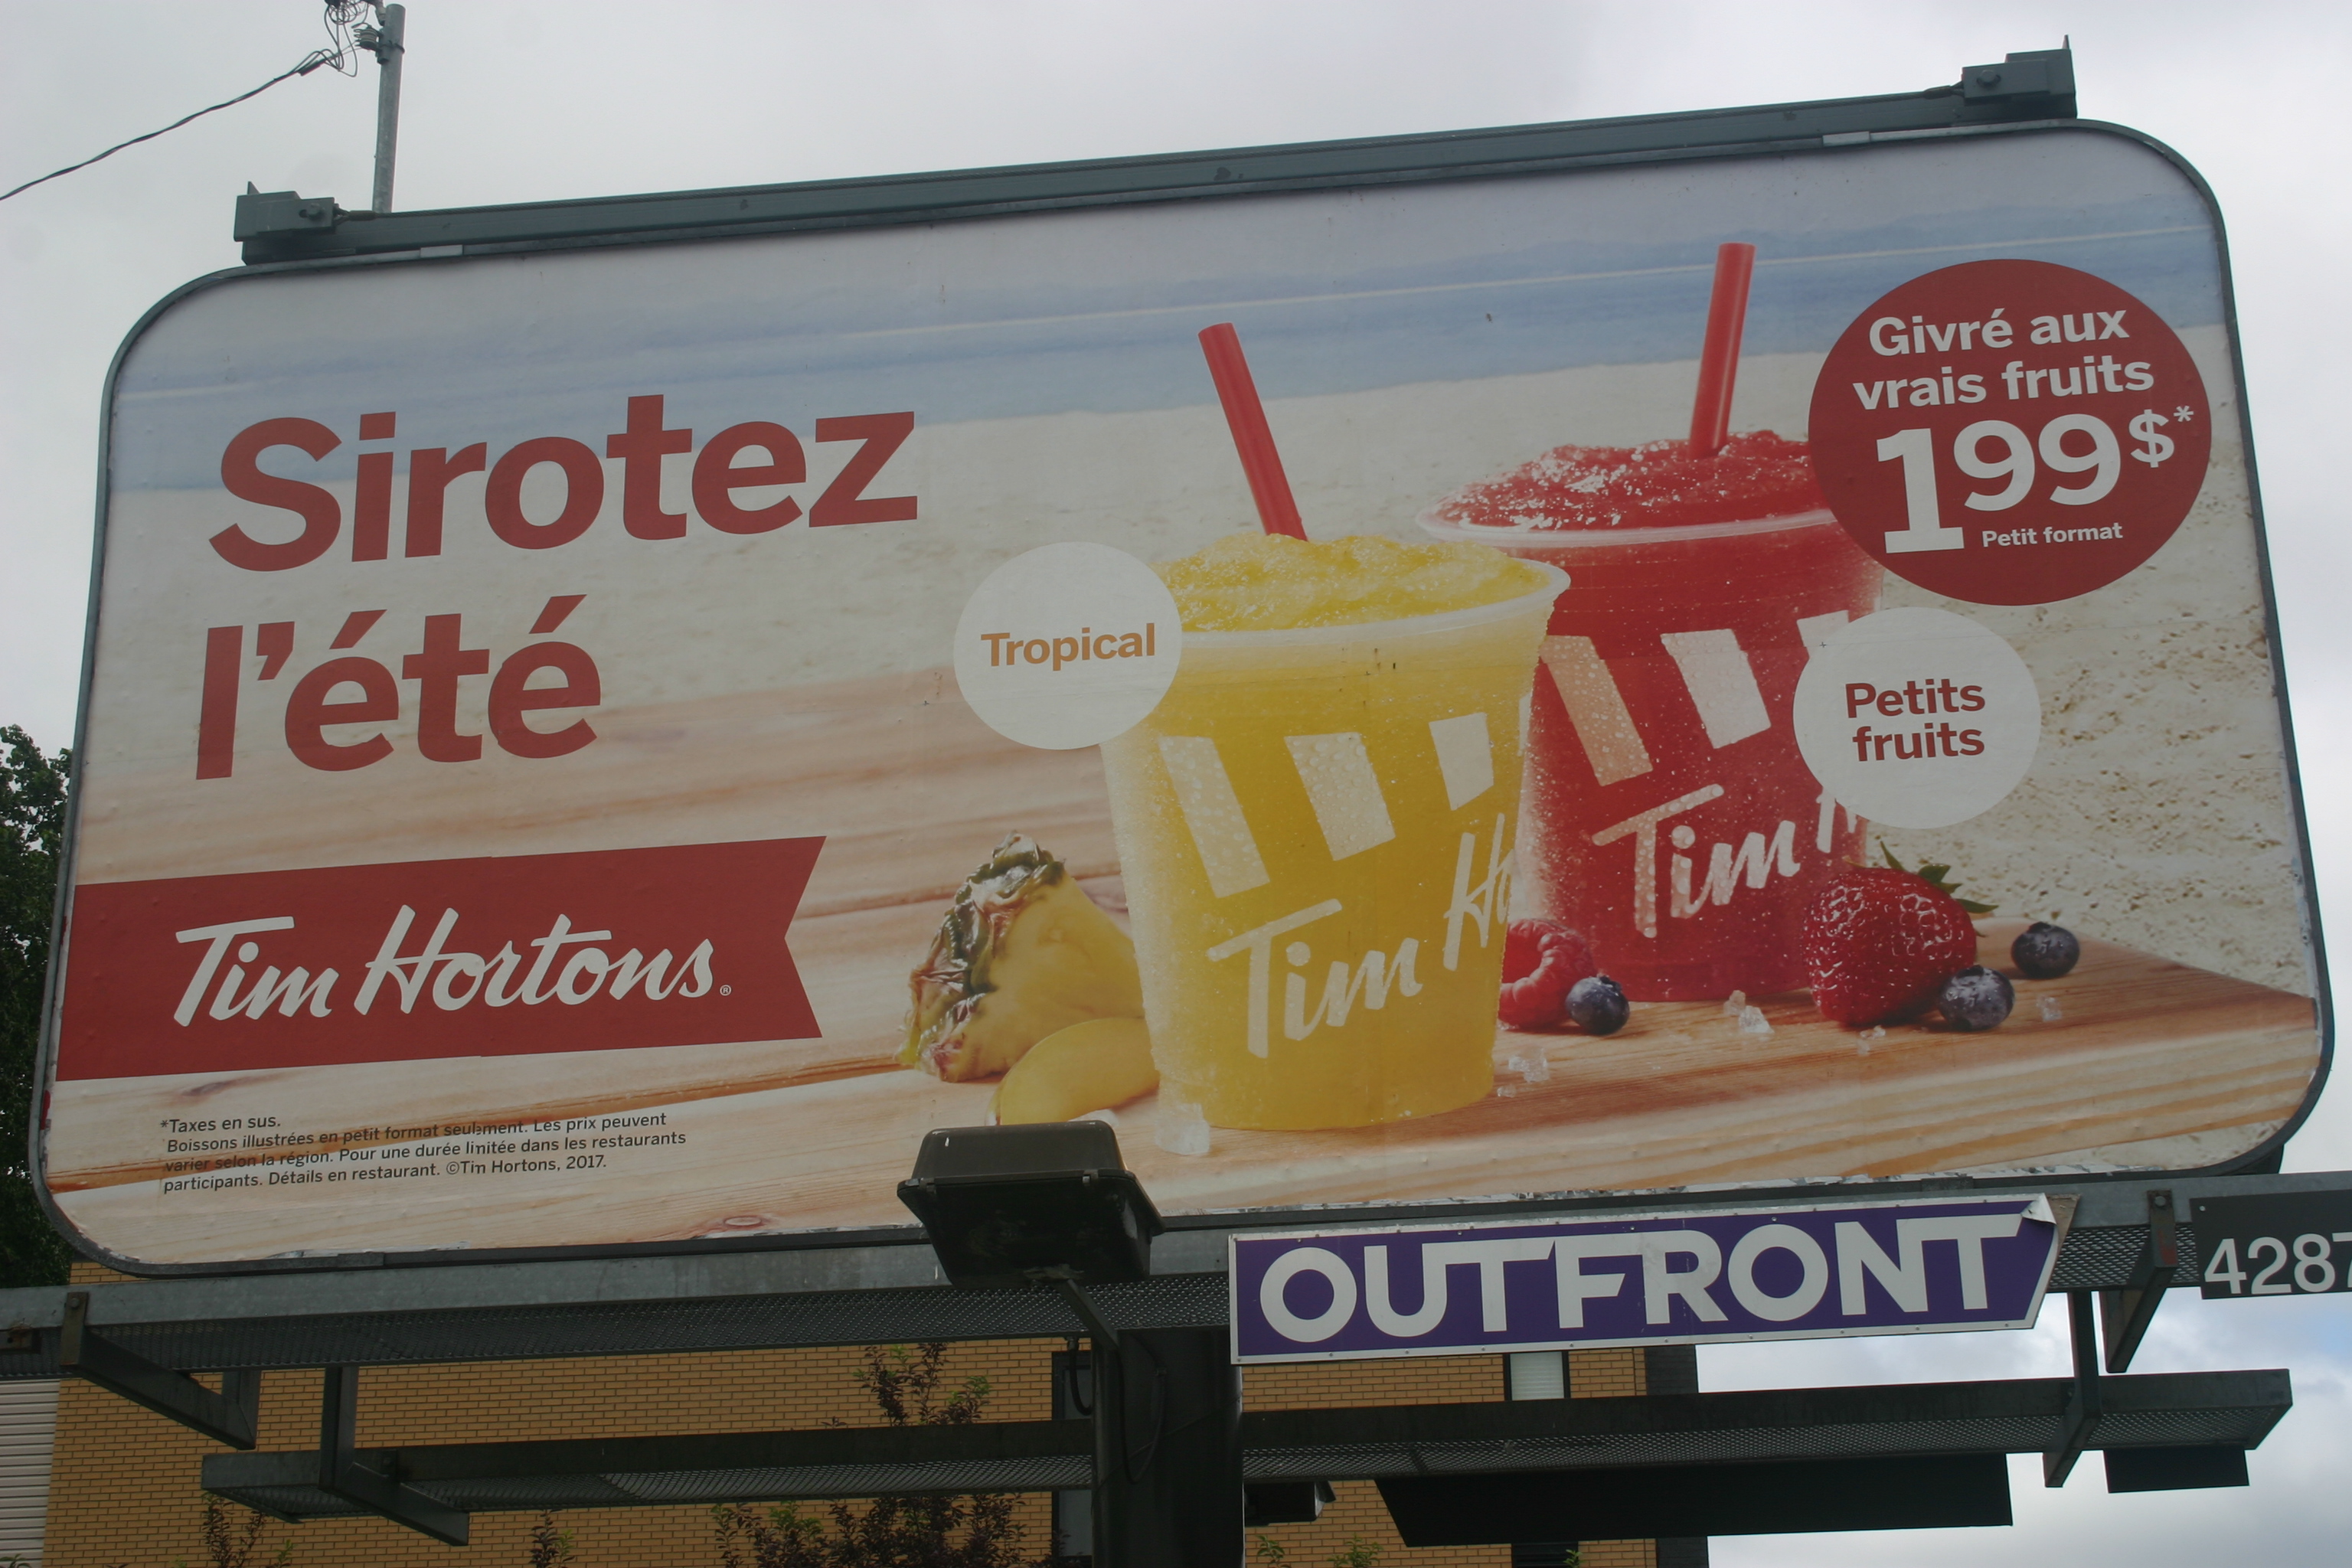 Sirotez
l'été
Tim Hortons®
*Taxes en sus.
Boissons illustrées en petit format seulement. Les prix peuvent
varier selon la région. Pour une durée limitée dans les restaurants
participants. Détails en restaurant. ©Tim Hortons, 2017.
Tropical
Tim Ho
Tim H
Givré aux
vrais fruits
199$*
Petit format
Petits
fruits
OUTFRONT
4287